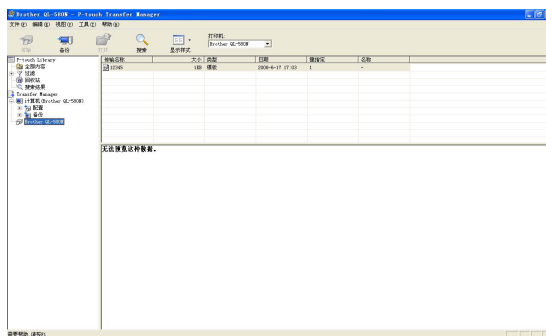 Brother QL-580N - P-touch Transfer Manager
文件(F) 编辑(E) 视图(V) 工具(T) 帮助(H)
传输 备份 打开 搜索 显示样式
打印机:
Brother QL-580N
P-touch Library
全部内容
过滤
回收站
搜索结果
Transfer Manager
计算机(Brother QL-580N)
配置
备份
Brother QL-580N
传输名称 大小 类型 日期 键指定 名称
12345 1KB 模板 2008-6-17 17:03 1 -
无法预览这种数据。